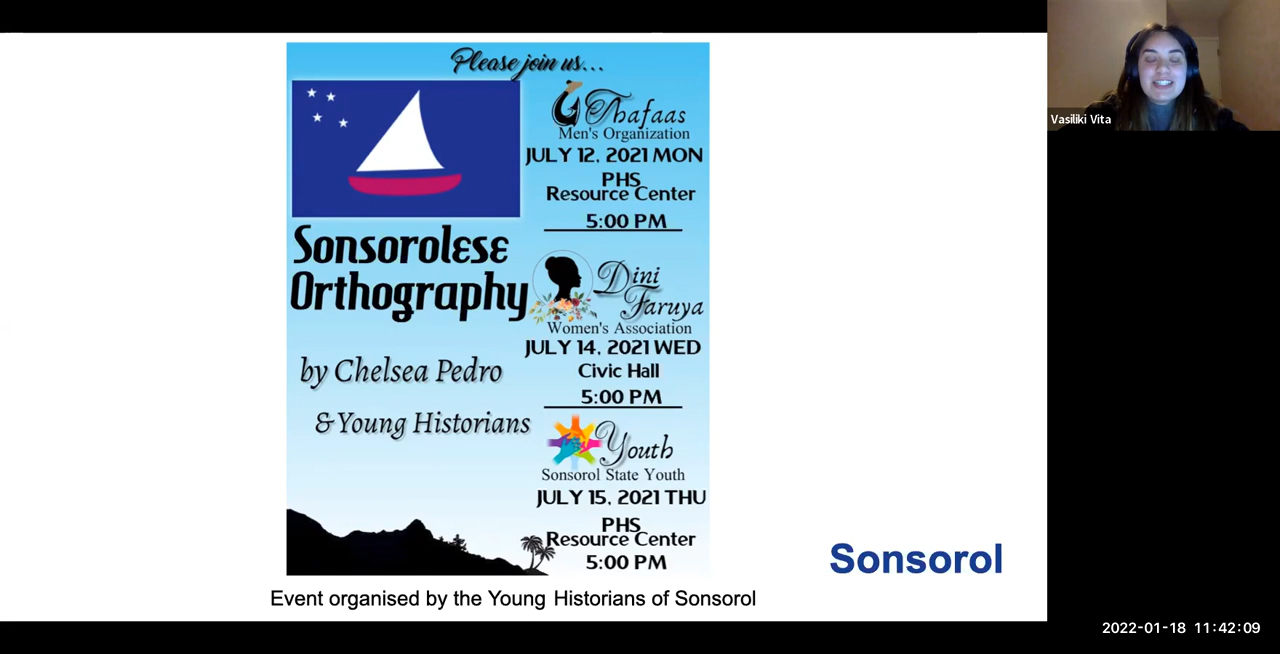 Please join us...
Thafaas
Men's Organization
JULY 12, 2021 MON
PHS
Resource Center
5:00 PM
Sonsorolese
Orthography
by Chelsea Pedro
& Young Historians
Dini
Faruya
Women's Association
JULY 14, 2021 WED
Civic Hall
5:00 PM
Youth
Sonsorol State Youth
JULY 15, 2021 THU
PHS
Resource Center
5:00 PM
Event organised by the Young Historians of Sonsorol
Sonsorol
Vasiliki Vita
2022-01-18 11:42:09